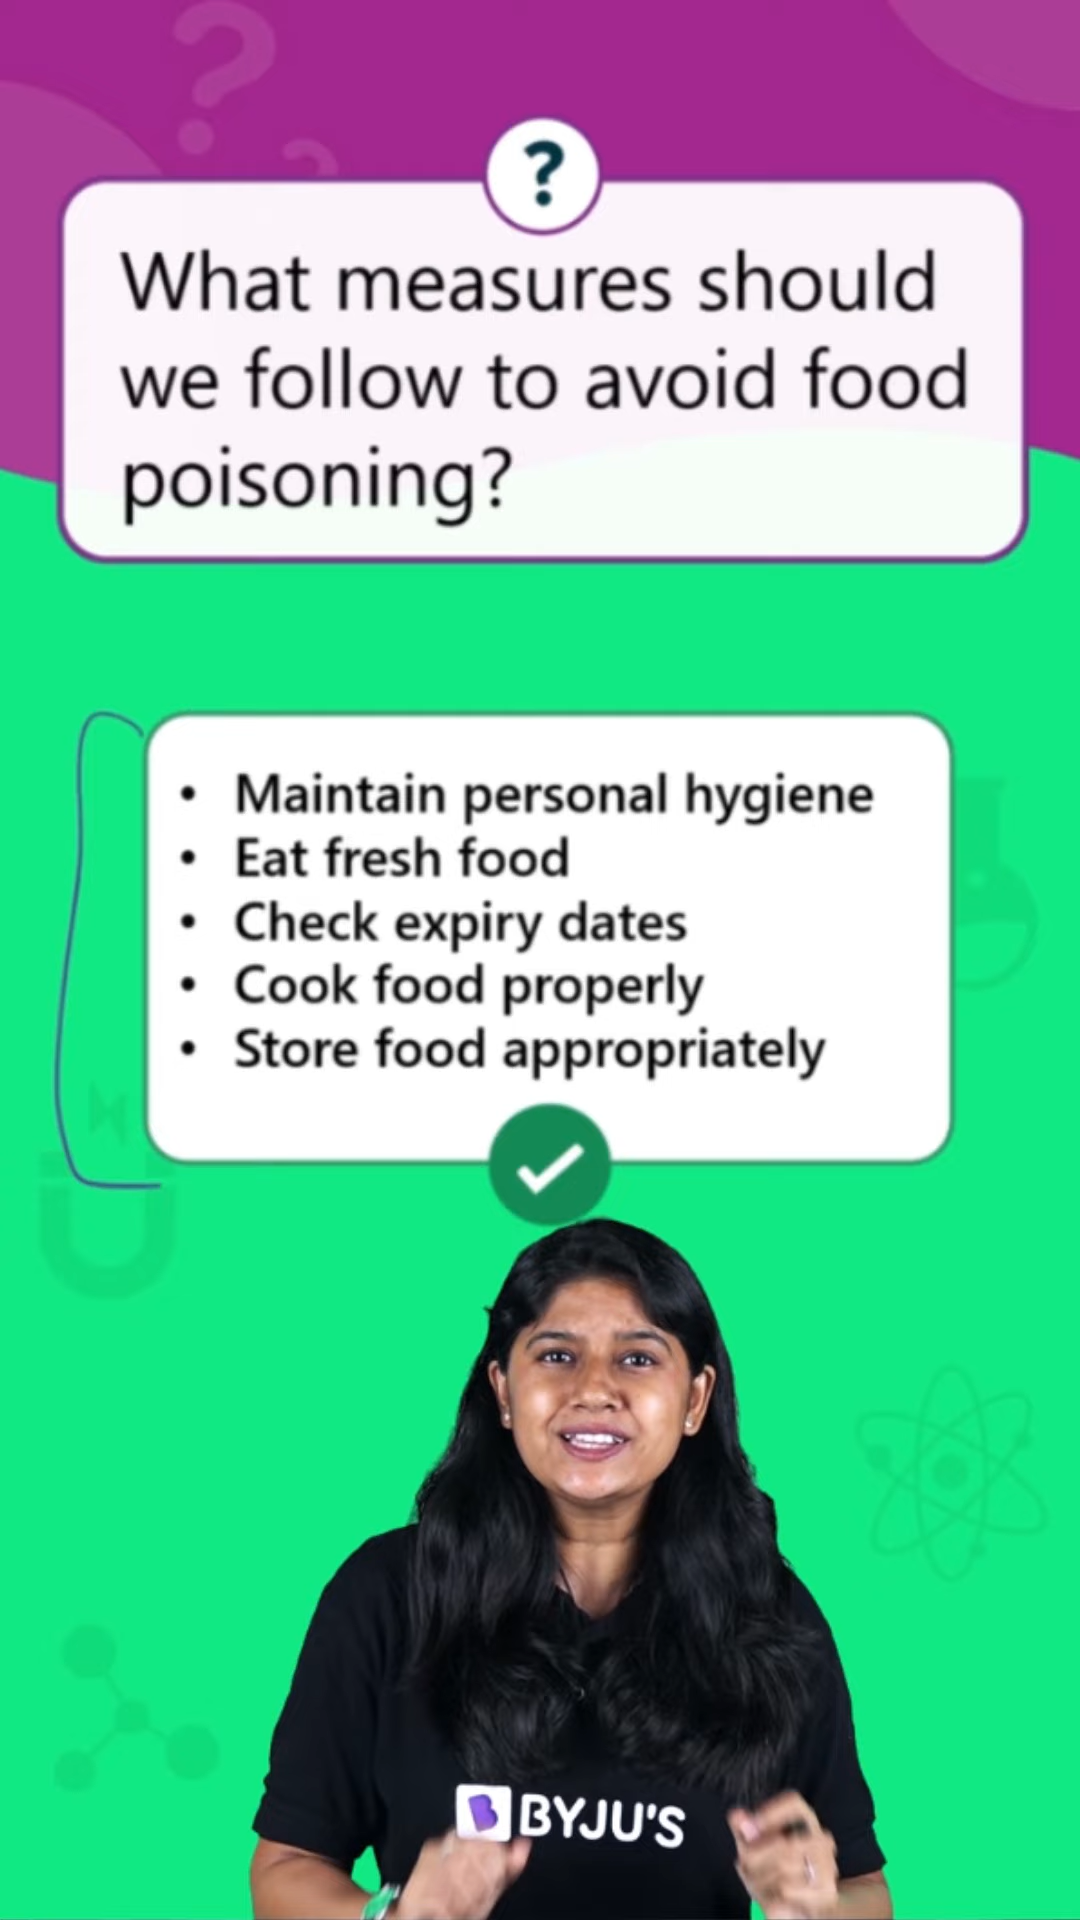 ?
What measures should
we follow to avoid food
poisoning?
• Maintain personal hygiene
• Eat fresh food
• Check expiry dates
• Cook food properly
• Store food appropriately
BYJU'S